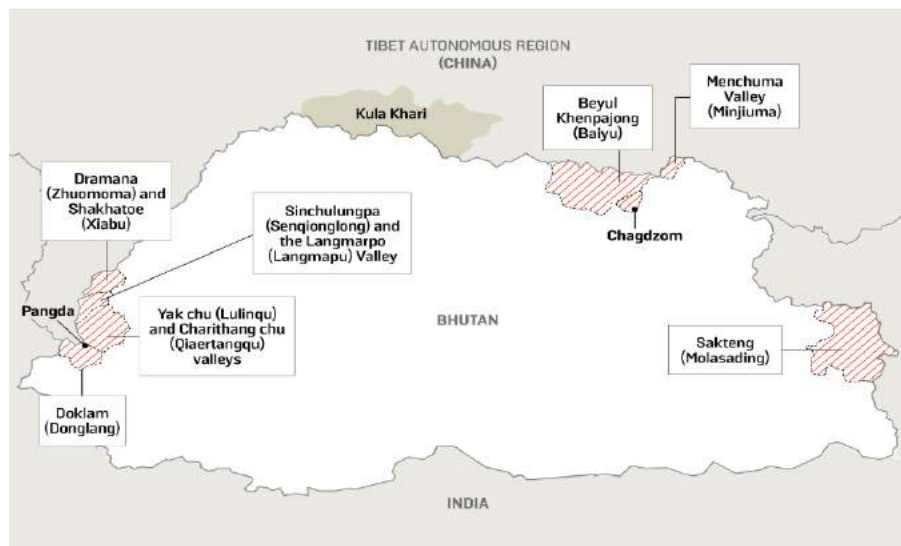 TIBET AUTONOMOUS REGION
(CHINA)
Kula Khari
Beyul
Khenpajong
(Baiyu)
Menchuma
Valley
(Minjiuma)
Dramana
(Zhuomoma) and
Shakhatoe
(Xiabu)
Sinchulungpa
(Senqionglong) and
the Langmarpo
(Langmapu) Valley
Chagdzom
Pangda
Yak chu (Lulinqu)
and Charithang chu
(Qiaertangqu)
valleys
BHUTAN
Sakteng
(Molasading)
Doklam
(Donglang)
INDIA